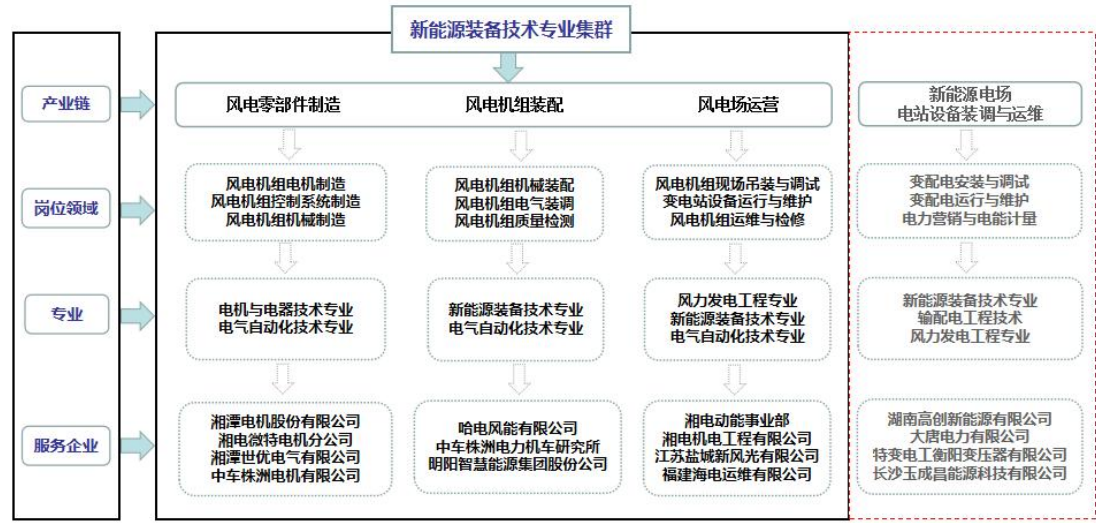 新能源装备技术专业集群
产业链
风电零部件制造
风电机组装配
风电场运营
新能源电场
电站设备装调与运维
岗位领域
风电机组电机制造
风电机组控制系统制造
风电机组机械制造
风电机组机械装配
风电机组电气装调
风电机组质量检测
风电机组现场吊装与调试
变电站设备运行与维护
风电机组运维与检修
变配电安装与调试
变配电运行与维护
电力营销与电能计量
专业
电机与电器技术专业
电气自动化技术专业
新能源装备技术专业
电气自动化技术专业
风力发电工程专业
新能源装备技术专业
电气自动化技术专业
新能源装备技术专业
输配电工程技术
风力发电工程专业
服务企业
湘潭电机股份有限公司
湘电微特电机分公司
湘潭世优电气有限公司
中车株洲电机有限公司
哈电风能有限公司
中车株洲电力机车研究所
明阳智慧能源集团股份公司
湘电动能事业部
湘电机电工程有限公司
江苏盐城新风光有限公司
福建海电运维有限公司
湖南高创新能源有限公司
大唐电力有限公司
特变电工衡阳变压器有限公司
长沙玉成昌能源科技有限公司